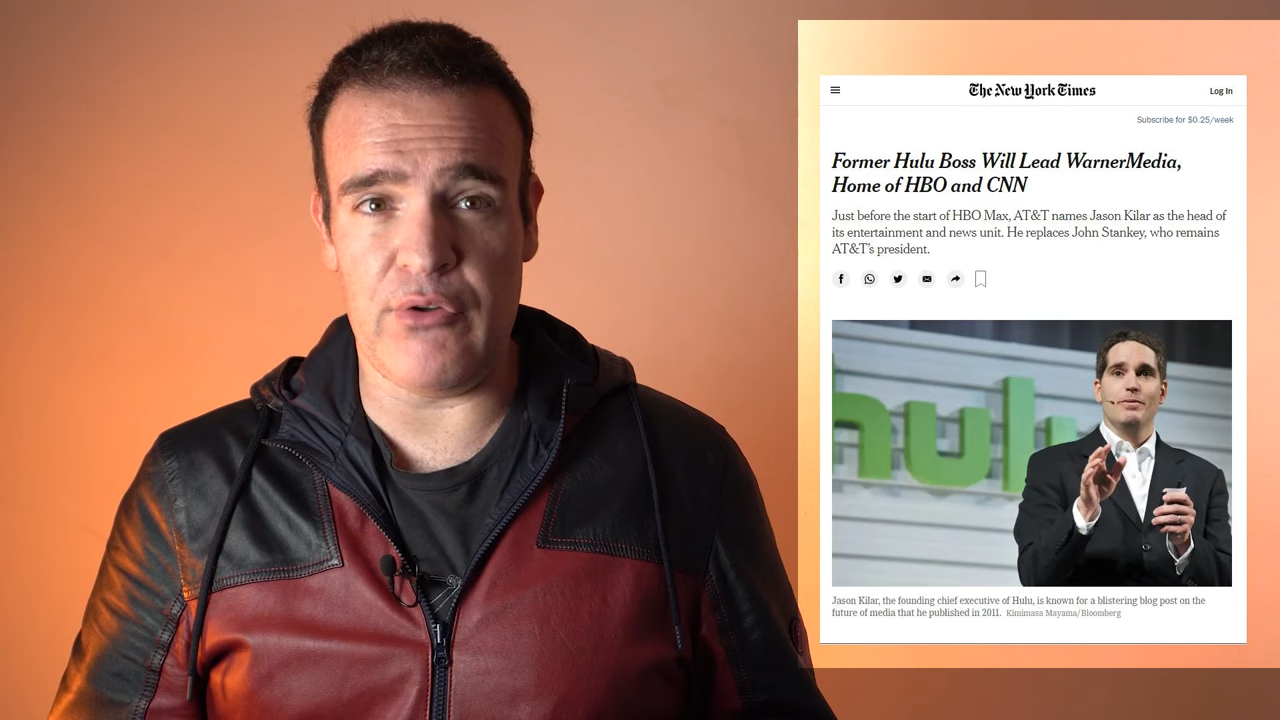 The New York Times
Log In
Subscribe for $0.25/week
Former Hulu Boss Will Lead WarnerMedia,
Home of HBO and CNN
Just before the start of HBO Max, AT&T names Jason Kilar as the head of
its entertainment and news unit. He replaces John Stankey, who remains
AT&T's president.
hulu
Jason Kilar, the founding chief executive of Hulu, is known for a blistering blog post on the
future of media that he published in 2011. Kimimasa Mayama/Bloomberg